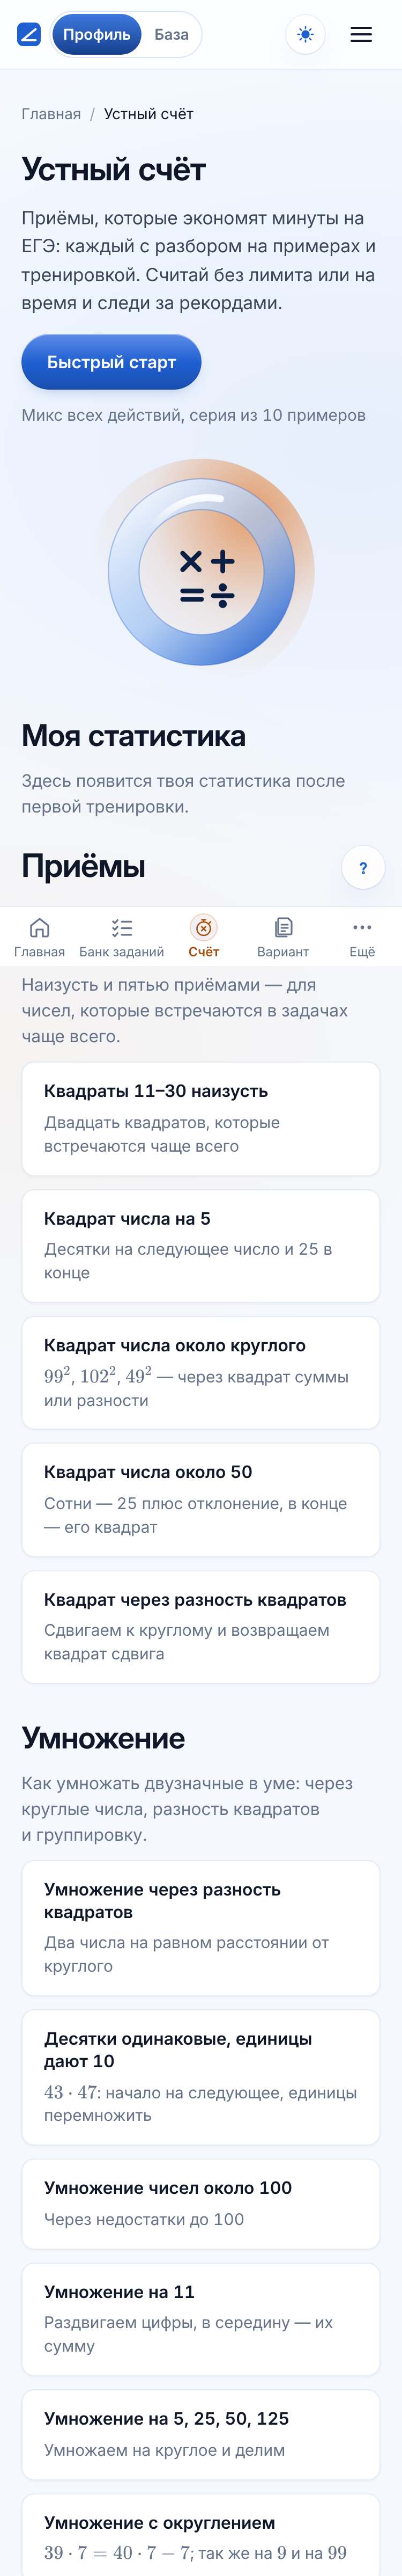 Профиль База
Главная / Устный счёт
Устный счёт
Приёмы, которые экономят минуты на
ЕГЭ: каждый с разбором на примерах и
тренировкой. Считай без лимита или на
время и следи за рекордами.
Быстрый старт
Микс всех действий, серия из 10 примеров
× +
= ÷
Моя статистика
Здесь появится твоя статистика после
первой тренировки.
Приёмы
?
Главная Банк заданий Счёт Вариант Ещё
Наизусть и пятью приёмами — для
чисел, которые встречаются в задачах
чаще всего.
Квадраты 11–30 наизусть
Двадцать квадратов, которые
встречаются чаще всего
Квадрат числа на 5
Десятки на следующее число и 25 в
конце
Квадрат числа около круглого
99², 102², 49² — через квадрат суммы
или разности
Квадрат числа около 50
Сотни — 25 плюс отклонение, в конце
— его квадрат
Квадрат через разность квадратов
Сдвигаем к круглому и возвращаем
квадрат сдвига
Умножение
Как умножать двузначные в уме: через
круглые числа, разность квадратов
и группировку.
Умножение через разность
квадратов
Два числа на равном расстоянии от
круглого
Десятки одинаковые, единицы
дают 10
43 · 47: начало на следующее, единицы
перемножить
Умножение чисел около 100
Через недостатки до 100
Умножение на 11
Раздвигаем цифры, в середину — их
сумму
Умножение на 5, 25, 50, 125
Умножаем на круглое и делим
Умножение с округлением
39 · 7 = 40 · 7 − 7; так же на 9 и на 99